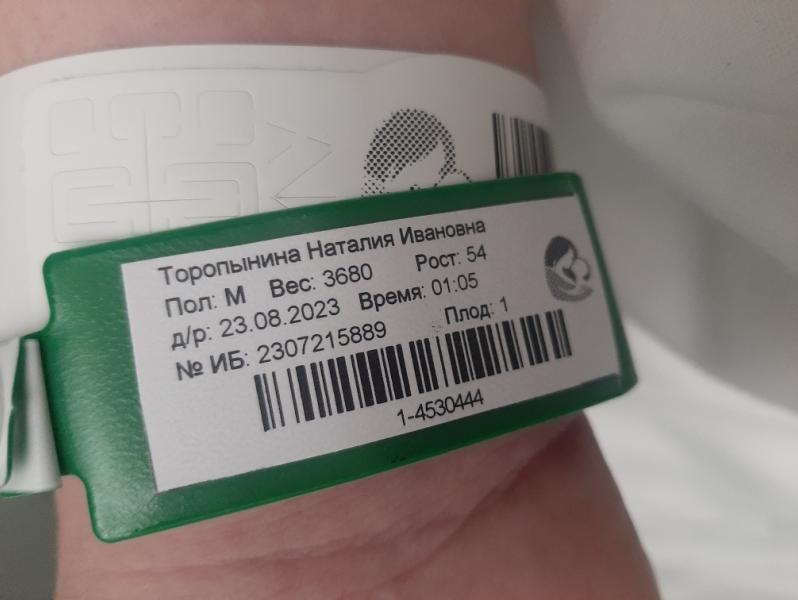 Торопынина Наталия Ивановна
Пол: М Вес: 3680 Рост: 54
д/р: 23.08.2023 Время: 01:05
№ ИБ: 2307215889 Плод: 1
1-4530444